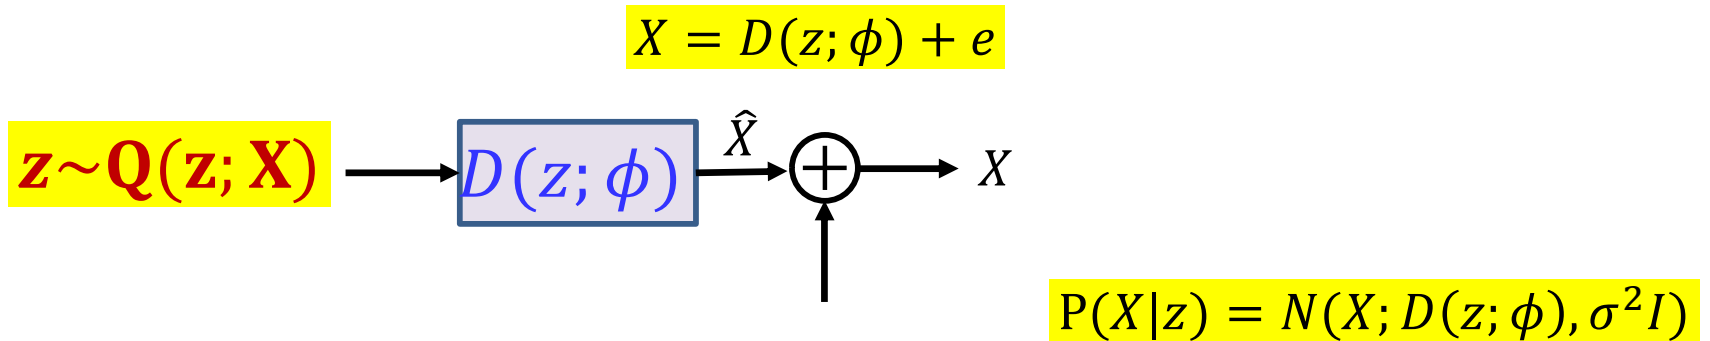 X = D(z; ϕ) + e
z~Q(z; X)
D(z; ϕ)
X̂
X
P(X|z) = N(X; D(z; ϕ), σ²I)